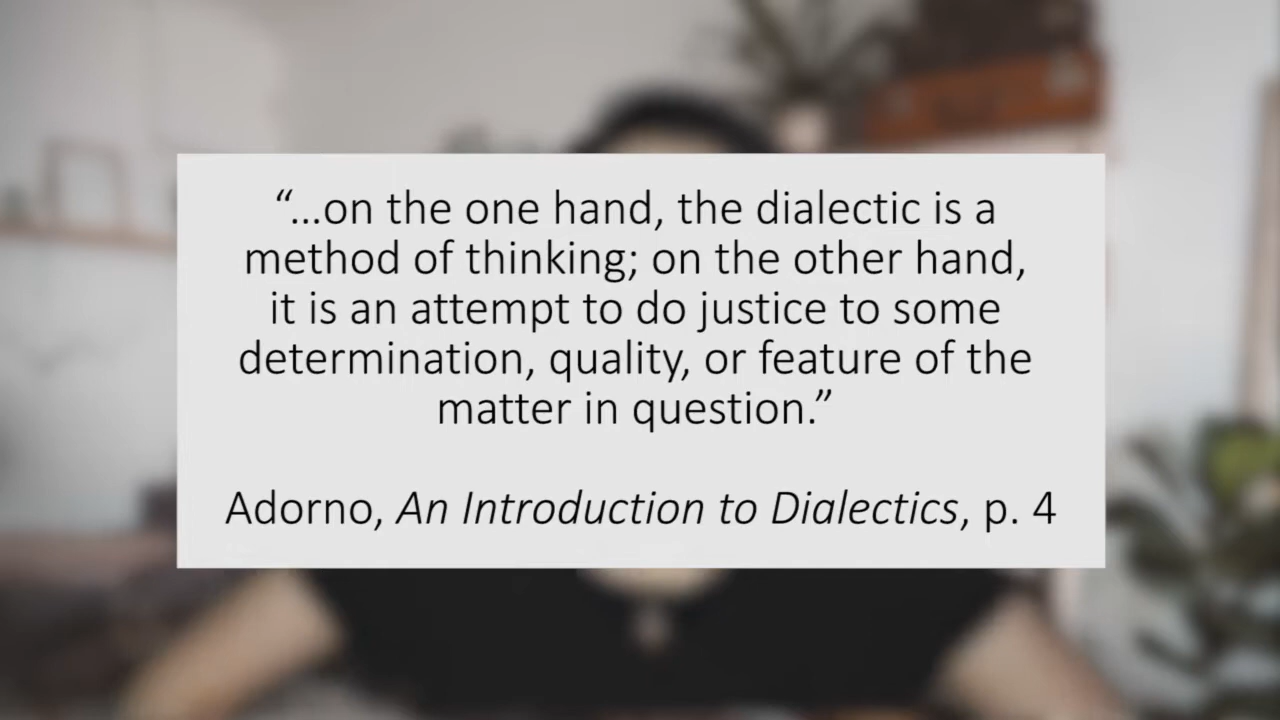 “...on the one hand, the dialectic is a
method of thinking; on the other hand,
it is an attempt to do justice to some
determination, quality, or feature of the
matter in question.”
Adorno, An Introduction to Dialectics, p. 4